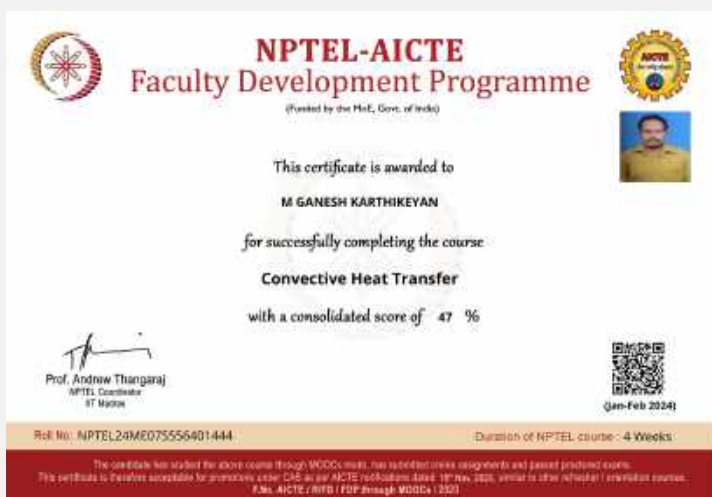 NPTEL-AICTE
Faculty Development Programme
(Funded by the MoE, Govt. of India)
AICTE
This certificate is awarded to
M GANESH KARTHIKEYAN
for successfully completing the course
Convective Heat Transfer
with a consolidated score of 47 %
Prof. Andrew Thangaraj
NPTEL Coordinator
IIT Madras
(Jan-Feb 2024)
Roll No: NPTEL24ME075556401444
Duration of NPTEL course : 4 Weeks
The candidate has studied the above course through MOOCs mode, has submitted online assignments and passed proctored exams.
This certificate is therefore acceptable for promotions under CAS as per AICTE notifications dated 16th Nov, 2023, similar to other refresher / orientation courses.
F.No. AICTE / RIFD / FDP through MOOCs / 2023